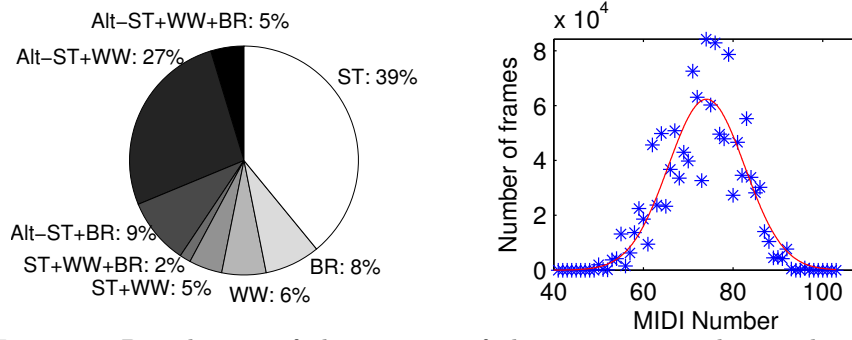 Alt−ST+WW+BR: 5%
Alt−ST+WW: 27%
ST: 39%
Alt−ST+BR: 9%
ST+WW+BR: 2%
ST+WW: 5%
WW: 6%
BR: 8%
x 10^4
Number of frames
8
6
4
2
0
40 60 80 100
MIDI Number